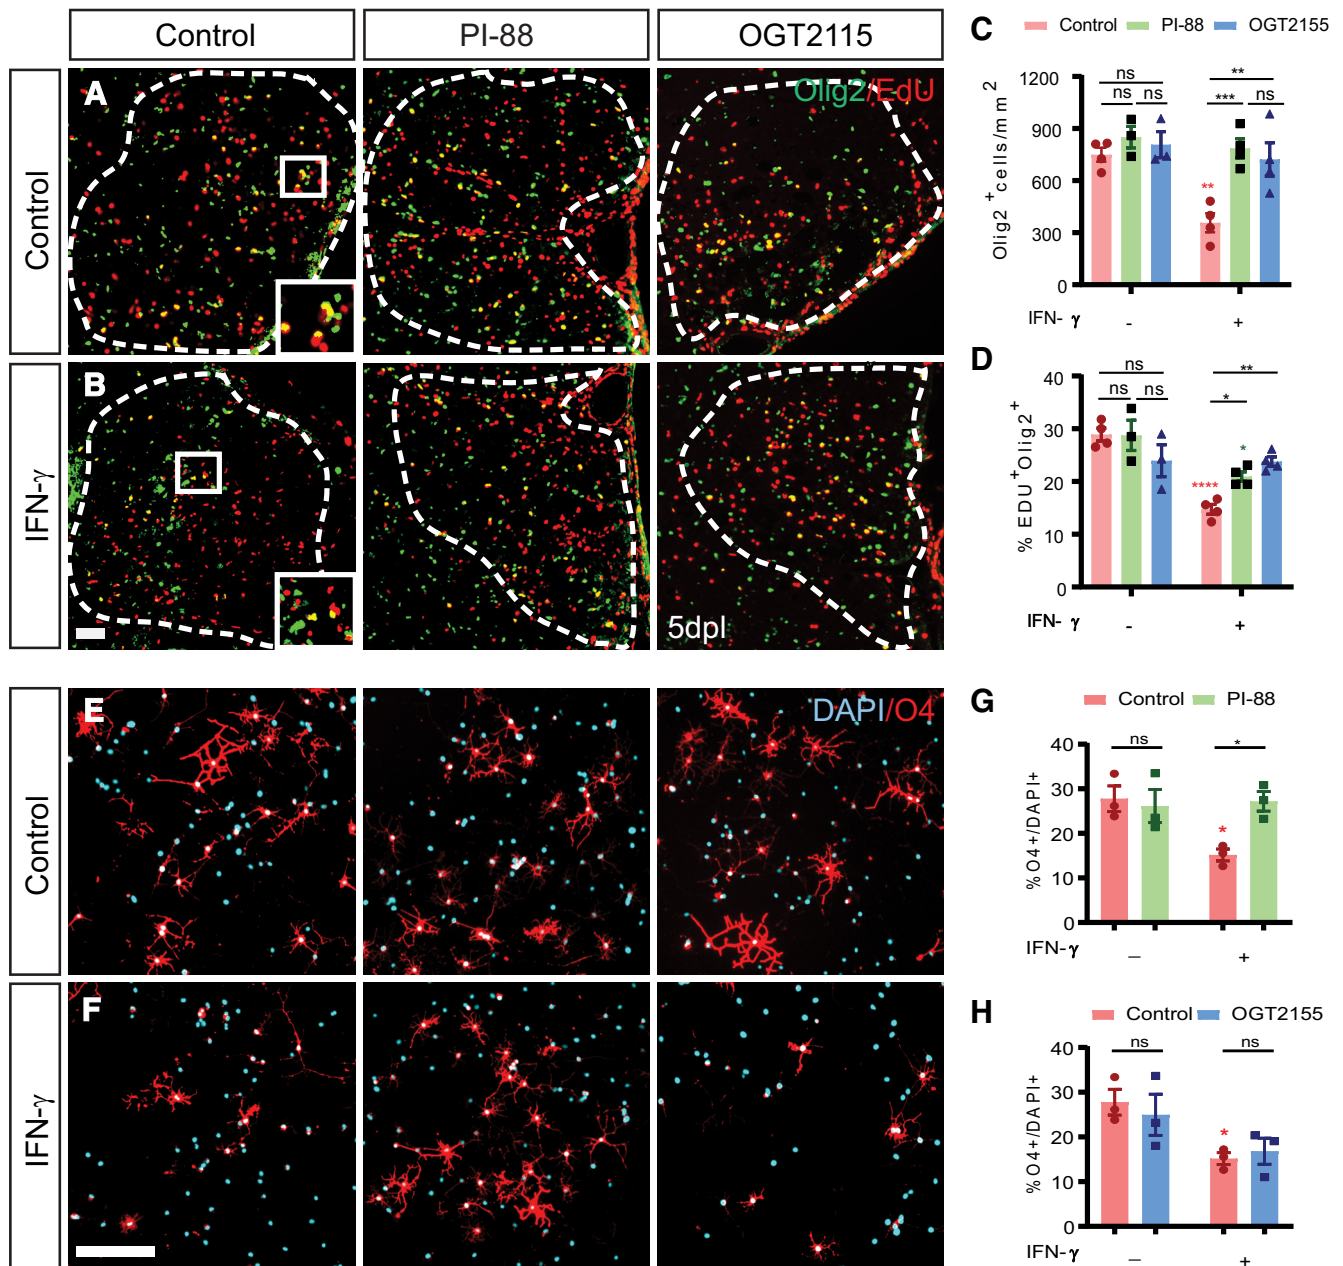 Control
PI-88
OGT2115
Control
A
Olig2/EdU
IFN-γ
B
5dpl
C
Control PI-88 OGT2155
Olig2 + cells/mm 2
1200
900
600
300
0
ns
ns ns
**
*** ns
**
IFN- γ - +
D
% EDU + Olig2 +
40
30
20
10
0
ns
ns ns
**
*
*
****
IFN- γ - +
Control
E
DAPI/O4
IFN-γ
F
G
Control PI-88
%O4+/DAPI+
40
30
20
10
0
ns *
*
IFN- γ – +
H
Control OGT2155
%O4+/DAPI+
40
30
20
10
0
ns ns
*
IFN- γ – +